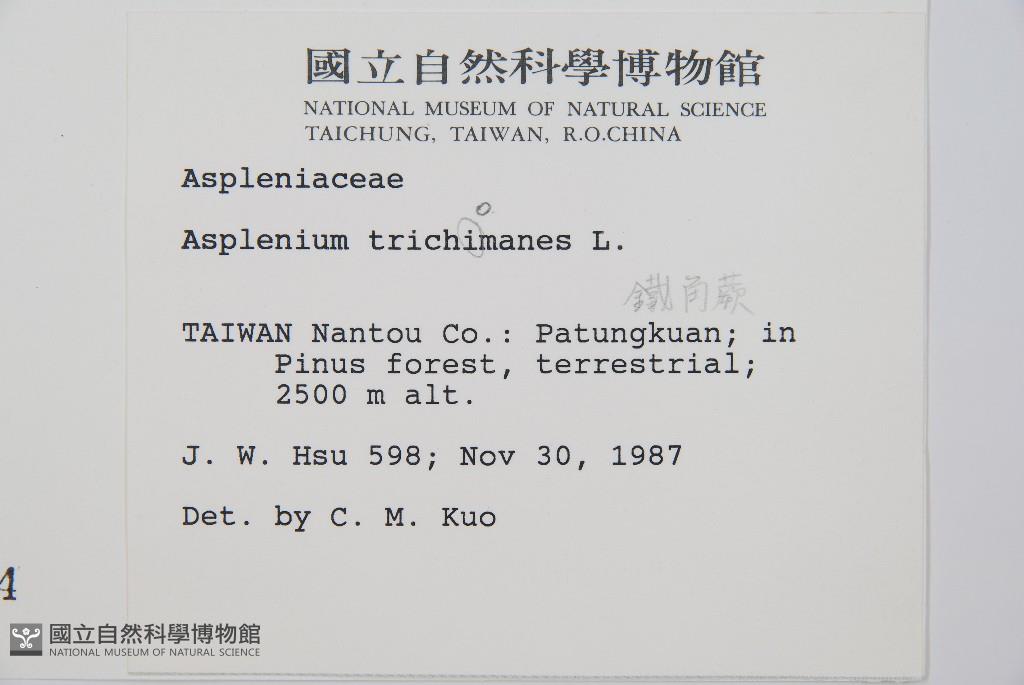 國立自然科學博物館
NATIONAL MUSEUM OF NATURAL SCIENCE
TAICHUNG, TAIWAN, R.O.CHINA
Aspleniaceae
o
Asplenium trichimanes L.
鐵角蕨
TAIWAN Nantou Co.: Patungkuan; in
Pinus forest, terrestrial;
2500 m alt.
J. W. Hsu 598; Nov 30, 1987
Det. by C. M. Kuo
4
國立自然科學博物館
NATIONAL MUSEUM OF NATURAL SCIENCE